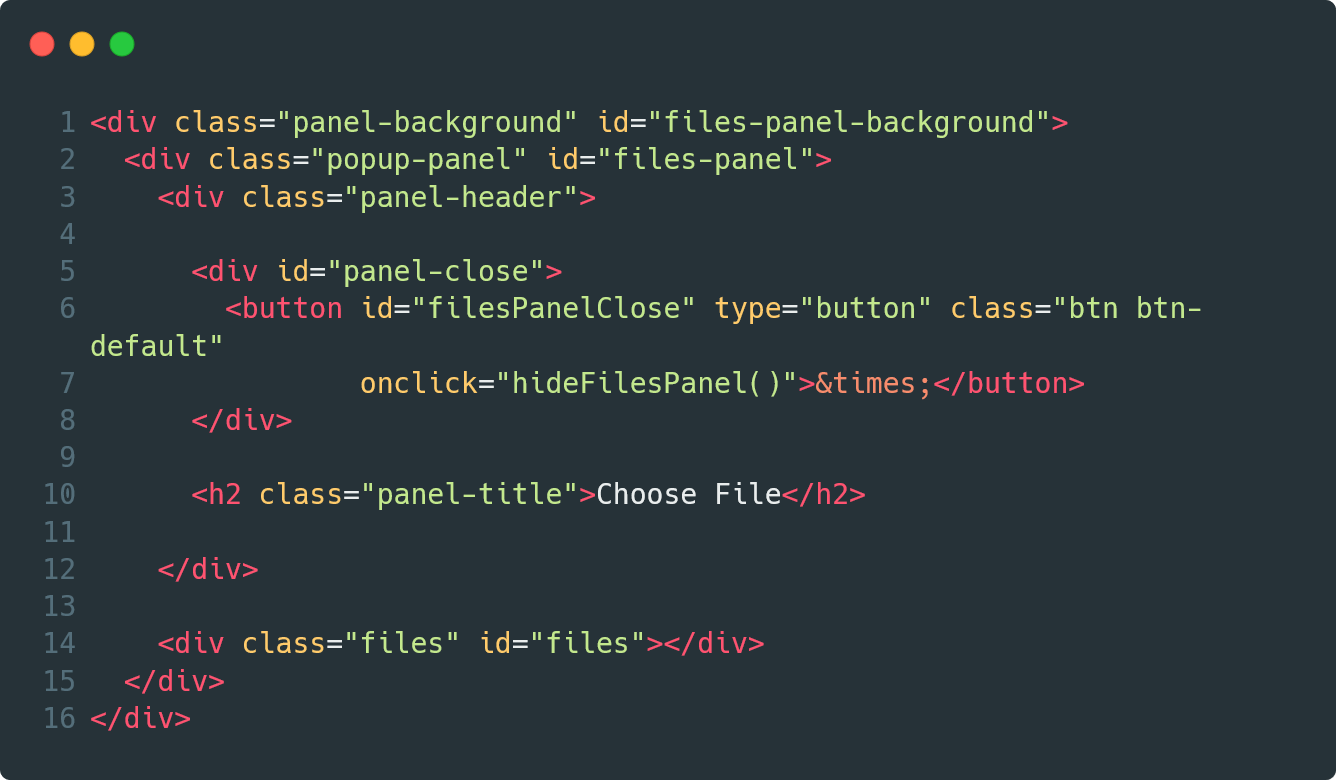 1 <div class="panel-background" id="files-panel-background">
2   <div class="popup-panel" id="files-panel">
3     <div class="panel-header">
4
5       <div id="panel-close">
6         <button id="filesPanelClose" type="button" class="btn btn-
default"
7                 onclick="hideFilesPanel()">&times;</button>
8       </div>
9
10       <h2 class="panel-title">Choose File</h2>
11
12     </div>
13
14     <div class="files" id="files"></div>
15   </div>
16 </div>